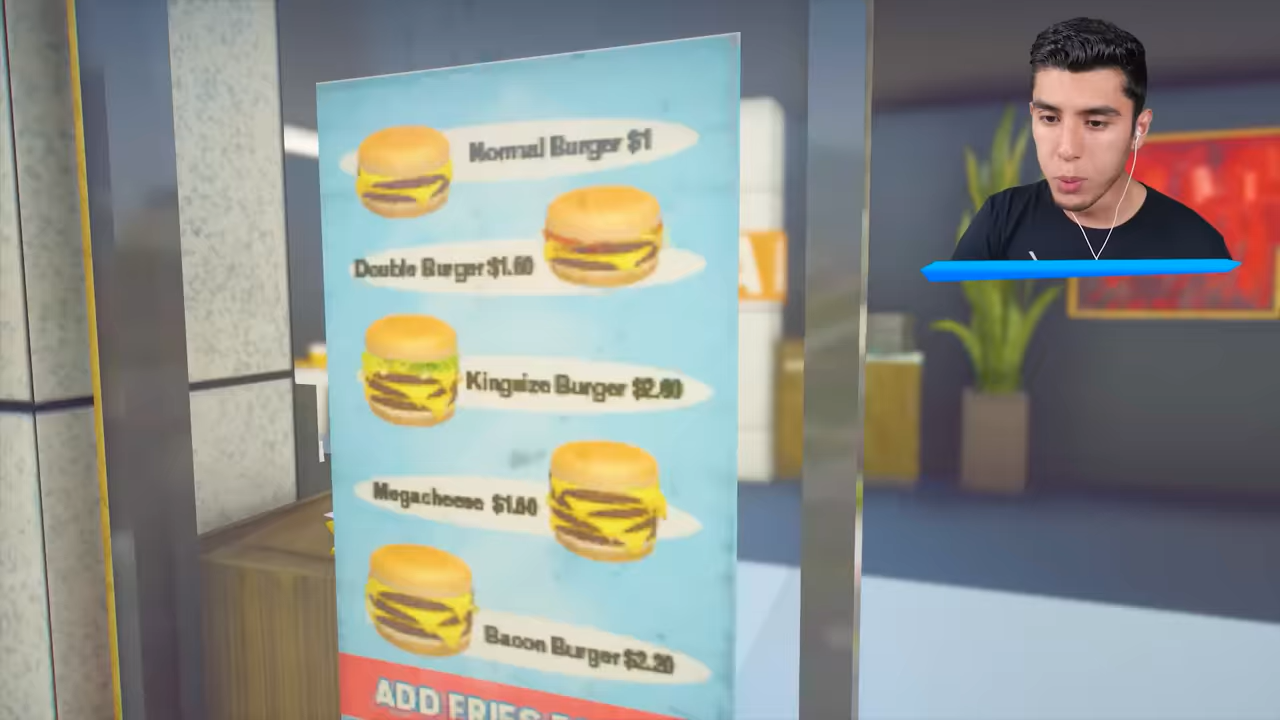 Normal Burger $1
Double Burger $1.60
Kingsize Burger $2.60
Megacheese $1.60
Bacon Burger $2.20
ADD FRIES